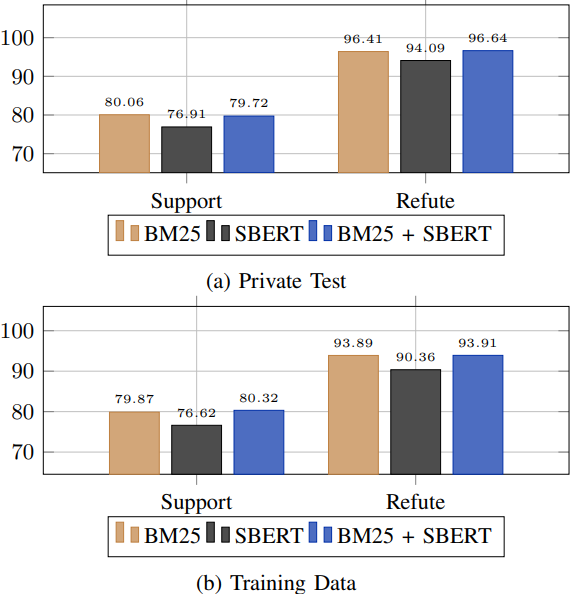 100
90
80
70
80.06
76.91
79.72
96.41
94.09
96.64
Support
Refute
BM25 SBERT BM25 + SBERT
(a) Private Test
100
90
80
70
79.87
76.62
80.32
93.89
90.36
93.91
Support
Refute
BM25 SBERT BM25 + SBERT
(b) Training Data